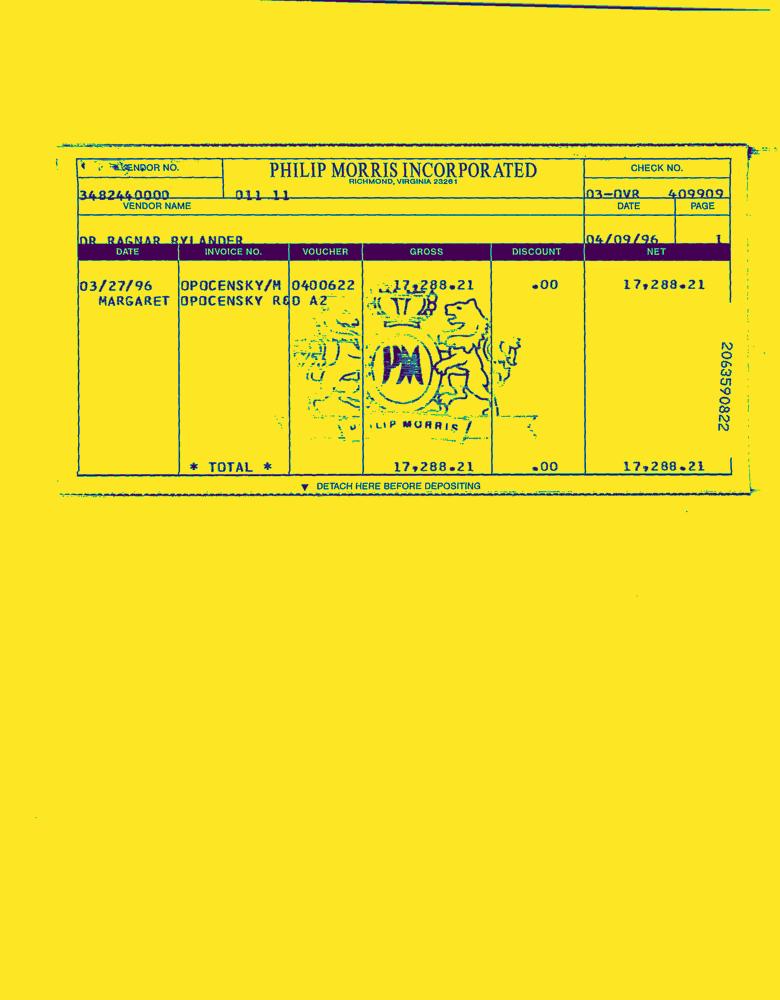 VENDOR NO. PHILIP MORRIS INCORPORATED CHECK NO.
RICHMOND, VIRGINIA 23261
3482440000 011 11 03-OVR 409909
VENDOR NAME DATE PAGE
DR RAGNAR RYLANDER 04/09/96 1
DATE INVOICE NO. VOUCHER GROSS DISCOUNT NET
03/27/96 OPOCENSKY/M 0400622 17,288.21 .00 17,288.21
MARGARET OPOCENSKY R&D A2
PM
PHILIP MORRIS
2063590822
* TOTAL * 17,288.21 .00 17,288.21
▼ DETACH HERE BEFORE DEPOSITING